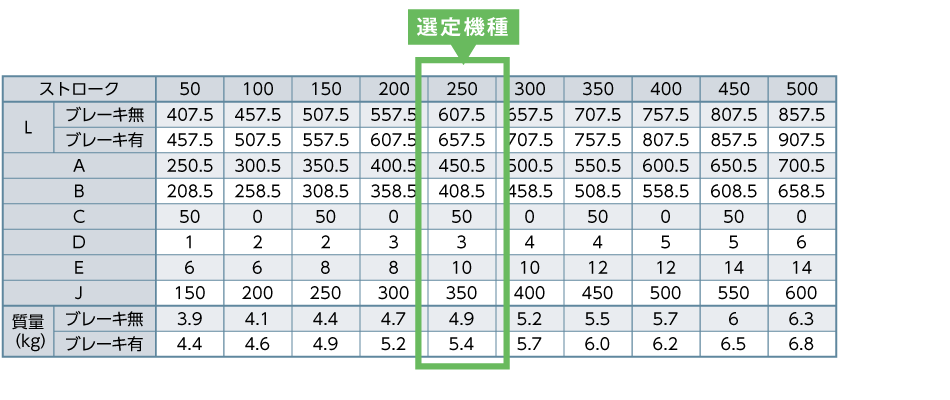 選定機種
ストローク 50 100 150 200 250 300 350 400 450 500
L ブレーキ無 407.5 457.5 507.5 557.5 607.5 657.5 707.5 757.5 807.5 857.5
ブレーキ有 457.5 507.5 557.5 607.5 657.5 707.5 757.5 807.5 857.5 907.5
A 250.5 300.5 350.5 400.5 450.5 500.5 550.5 600.5 650.5 700.5
B 208.5 258.5 308.5 358.5 408.5 458.5 508.5 558.5 608.5 658.5
C 50 0 50 0 50 0 50 0 50 0
D 1 2 2 3 3 4 4 5 5 6
E 6 6 8 8 10 10 12 12 14 14
J 150 200 250 300 350 400 450 500 550 600
質量(kg) ブレーキ無 3.9 4.1 4.4 4.7 4.9 5.2 5.5 5.7 6 6.3
ブレーキ有 4.4 4.6 4.9 5.2 5.4 5.7 6.0 6.2 6.5 6.8